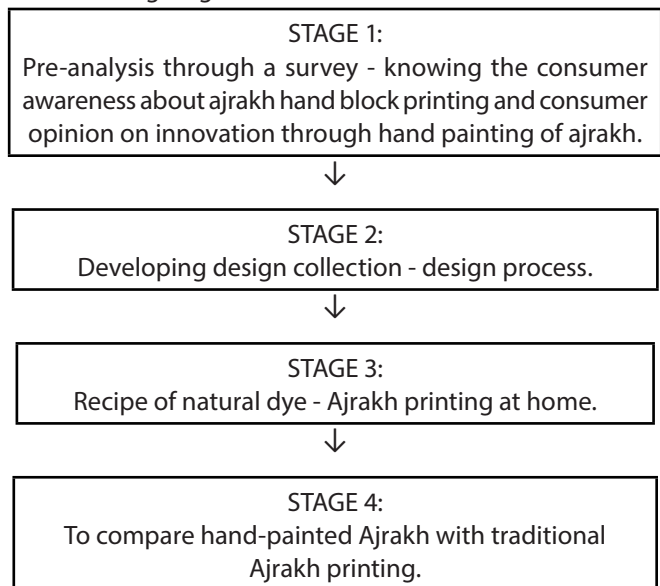 STAGE 1:
Pre-analysis through a survey - knowing the consumer
awareness about ajrakh hand block printing and consumer
opinion on innovation through hand painting of ajrakh.
↓
STAGE 2:
Developing design collection - design process.
↓
STAGE 3:
Recipe of natural dye - Ajrakh printing at home.
↓
STAGE 4:
To compare hand-painted Ajrakh with traditional
Ajrakh printing.